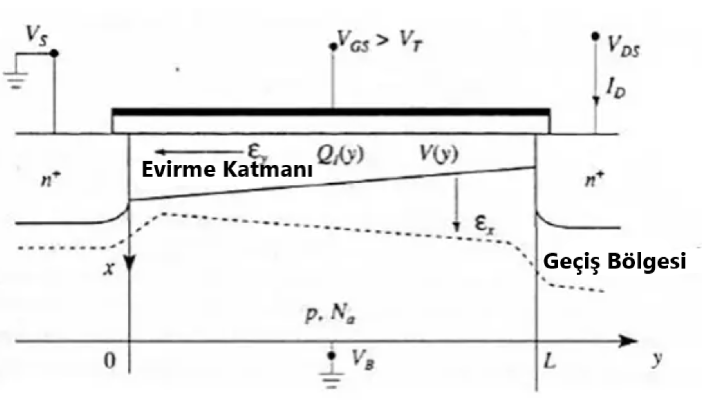 V_S
V_GS > V_T
V_DS
I_D
ε_y Q_i(y) V(y)
Evirme Katmanı
n⁺
n⁺
ε_x
x
Geçiş Bölgesi
p, N_a
0
V_B
L
y